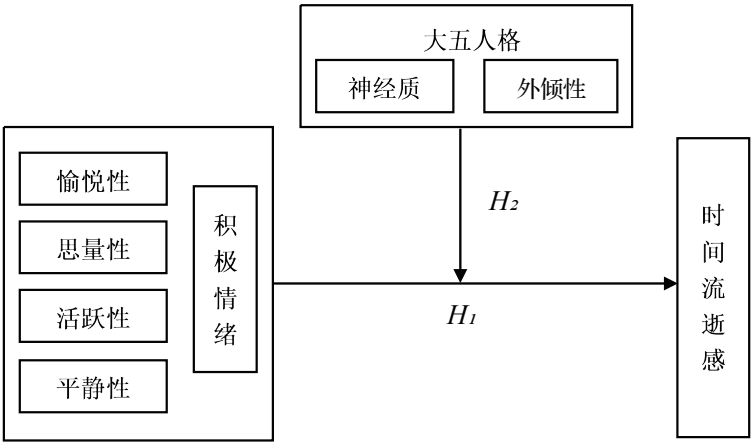 大五人格
神经质
外倾性
愉悦性
思量性
活跃性
平静性
积极情绪
H2
H1
时间流逝感